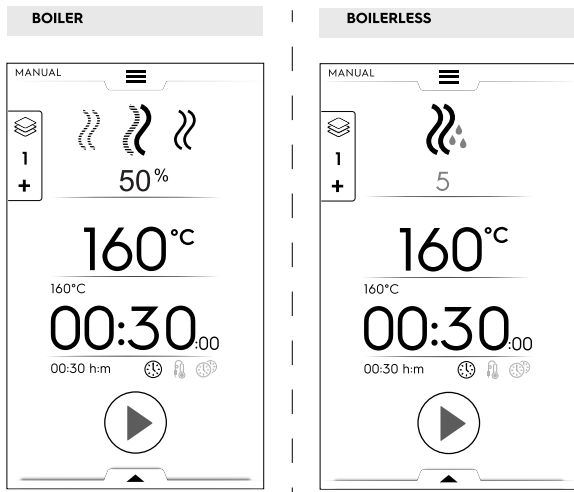 BOILER
MANUAL
1
+
50%
160°C
160°C
00:30:00
00:30 h:m
BOILERLESS
MANUAL
1
+
5
160°C
160°C
00:30:00
00:30 h:m